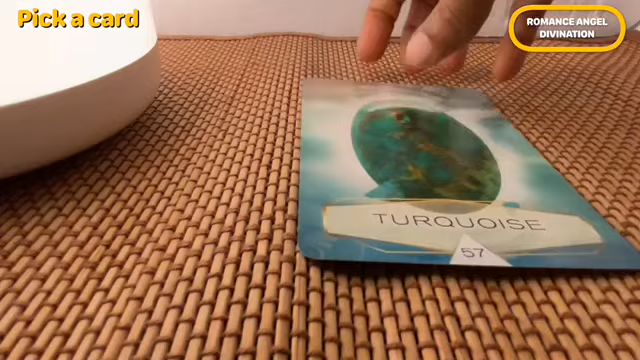 Pick a card
ROMANCE ANGEL
DIVINATION
TURQUOISE
57